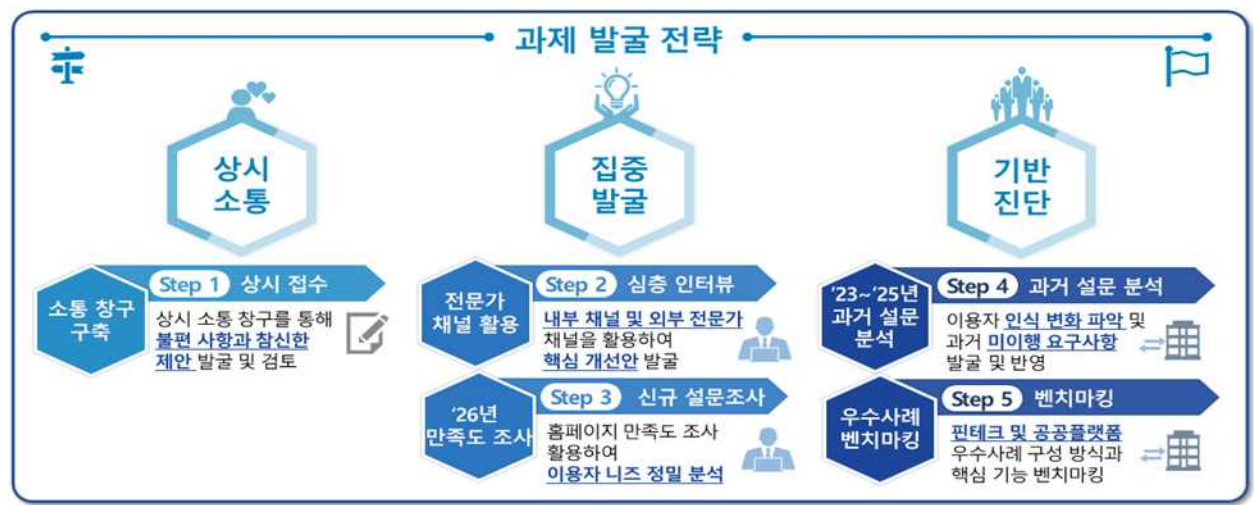 과제 발굴 전략
상시
소통
소통 창구
구축
Step 1 상시 접수
상시 소통 창구를 통해
불편 사항과 참신한
제안 발굴 및 검토
집중
발굴
전문가
채널 활용
Step 2 심층 인터뷰
내부 채널 및 외부 전문가
채널을 활용하여
핵심 개선안 발굴
'26년
만족도 조사
Step 3 신규 설문조사
홈페이지 만족도 조사
활용하여
이용자 니즈 정밀 분석
기반
진단
'23~'25년
과거 설문
분석
Step 4 과거 설문 분석
이용자 인식 변화 파악 및
과거 미이행 요구사항
발굴 및 반영
우수사례
벤치마킹
Step 5 벤치마킹
핀테크 및 공공플랫폼
우수사례 구성 방식과
핵심 기능 벤치마킹